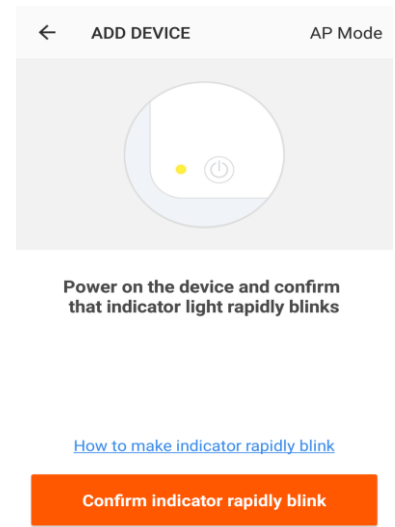 ADD DEVICE AP Mode
Power on the device and confirm
that indicator light rapidly blinks
How to make indicator rapidly blink
Confirm indicator rapidly blink